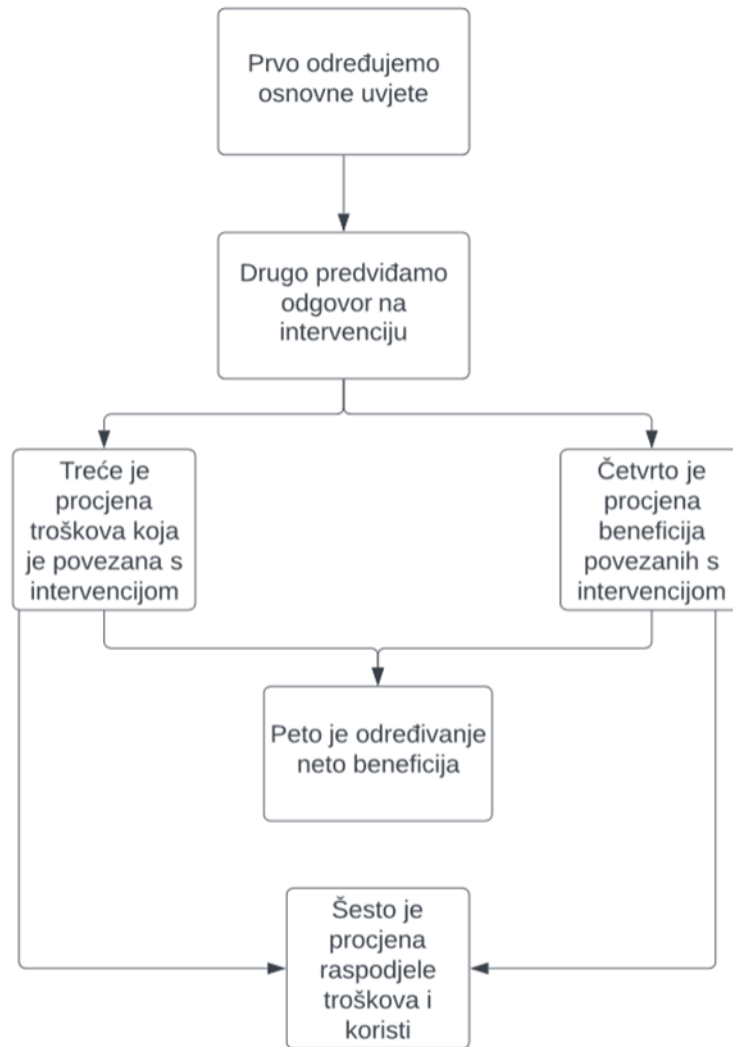 Prvo određujemo
osnovne uvjete
Drugo predviđamo
odgovor na
intervenciju
Treće je
procjena
troškova koja
je povezana s
intervencijom
Četvrto je
procjena
beneficija
povezanih s
intervencijom
Peto je određivanje
neto beneficija
Šesto je
procjena
raspodjele
troškova i
koristi